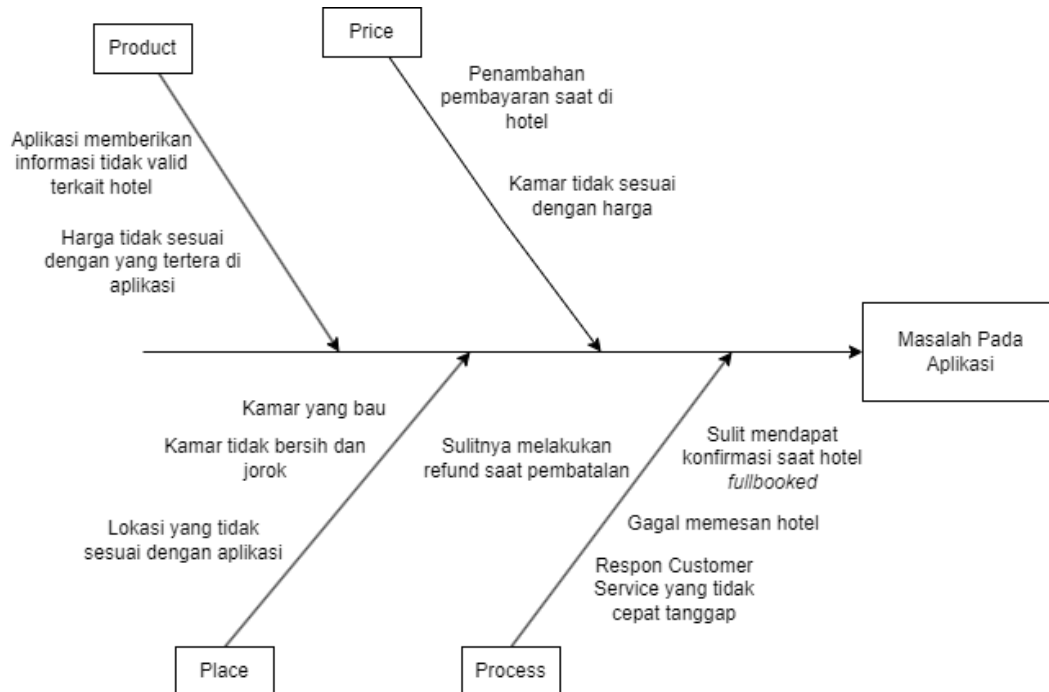 Product
Price
Penambahan
pembayaran saat di
hotel
Aplikasi memberikan
informasi tidak valid
terkait hotel
Kamar tidak sesuai
dengan harga
Harga tidak sesuai
dengan yang tertera di
aplikasi
Masalah Pada
Aplikasi
Kamar yang bau
Kamar tidak bersih dan
jorok
Lokasi yang tidak
sesuai dengan aplikasi
Sulitnya melakukan
refund saat pembatalan
Sulit mendapat
konfirmasi saat hotel
fullbooked
Gagal memesan hotel
Respon Customer
Service yang tidak
cepat tanggap
Place
Process